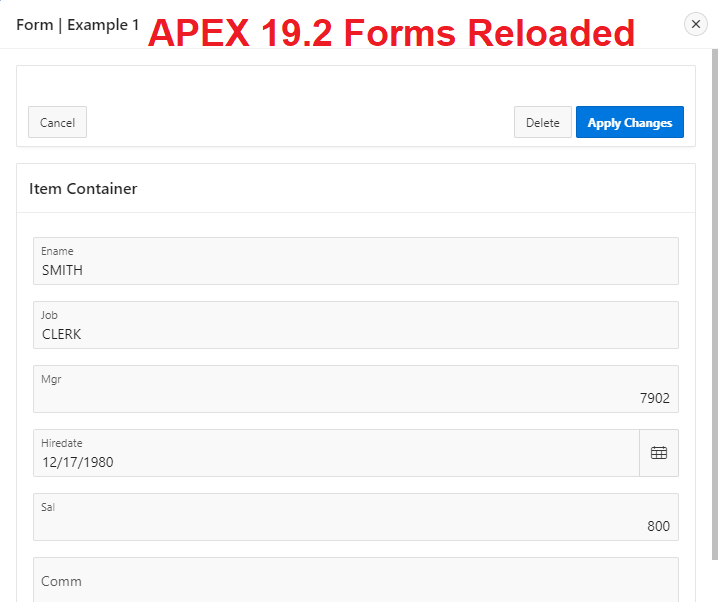 Form | Example 1
APEX 19.2 Forms Reloaded
Cancel
Delete
Apply Changes
Item Container
Ename
SMITH
Job
CLERK
Mgr
7902
Hiredate
12/17/1980
Sal
800
Comm